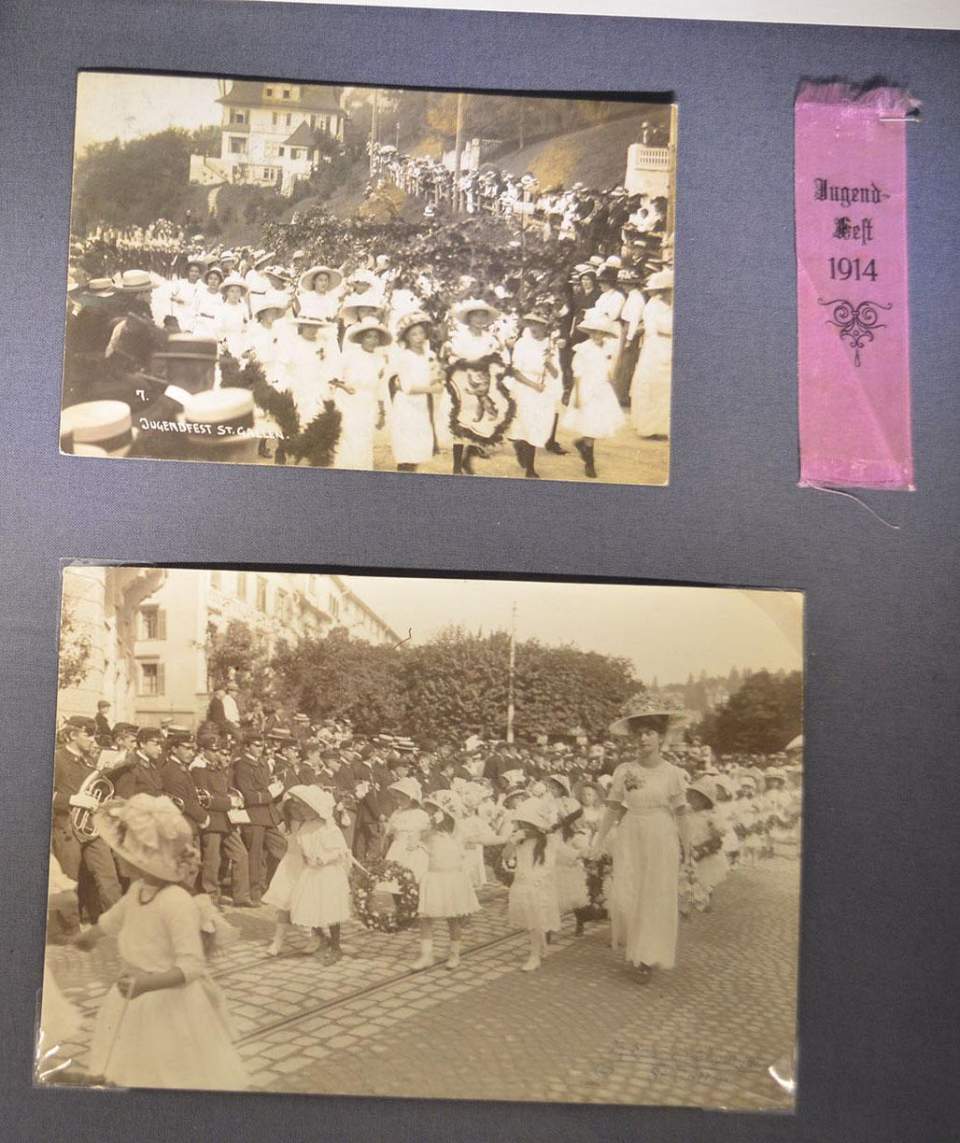 7.
JUGENDFEST ST. GALLEN.
Jugend-
Fest
1914